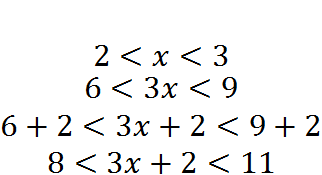 2 < x < 3
6 < 3x < 9
6 + 2 < 3x + 2 < 9 + 2
8 < 3x + 2 < 11